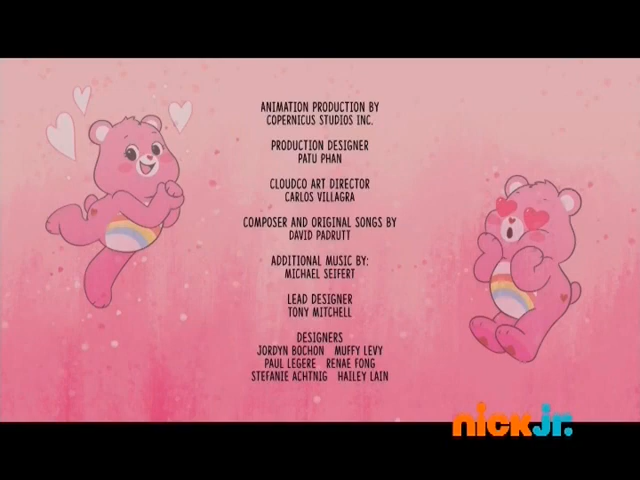 ANIMATION PRODUCTION BY
COPERNICUS STUDIOS INC.
PRODUCTION DESIGNER
PATU PHAN
CLOUDCO ART DIRECTOR
CARLOS VILLAGRA
COMPOSER AND ORIGINAL SONGS BY
DAVID PADRUTT
ADDITIONAL MUSIC BY:
MICHAEL SEIFERT
LEAD DESIGNER
TONY MITCHELL
DESIGNERS
JORDYN BOCHON MUFFY LEVY
PAUL LEGERE RENAE FONG
STEFANIE ACHTNIG HAILEY LAIN
nick jr.